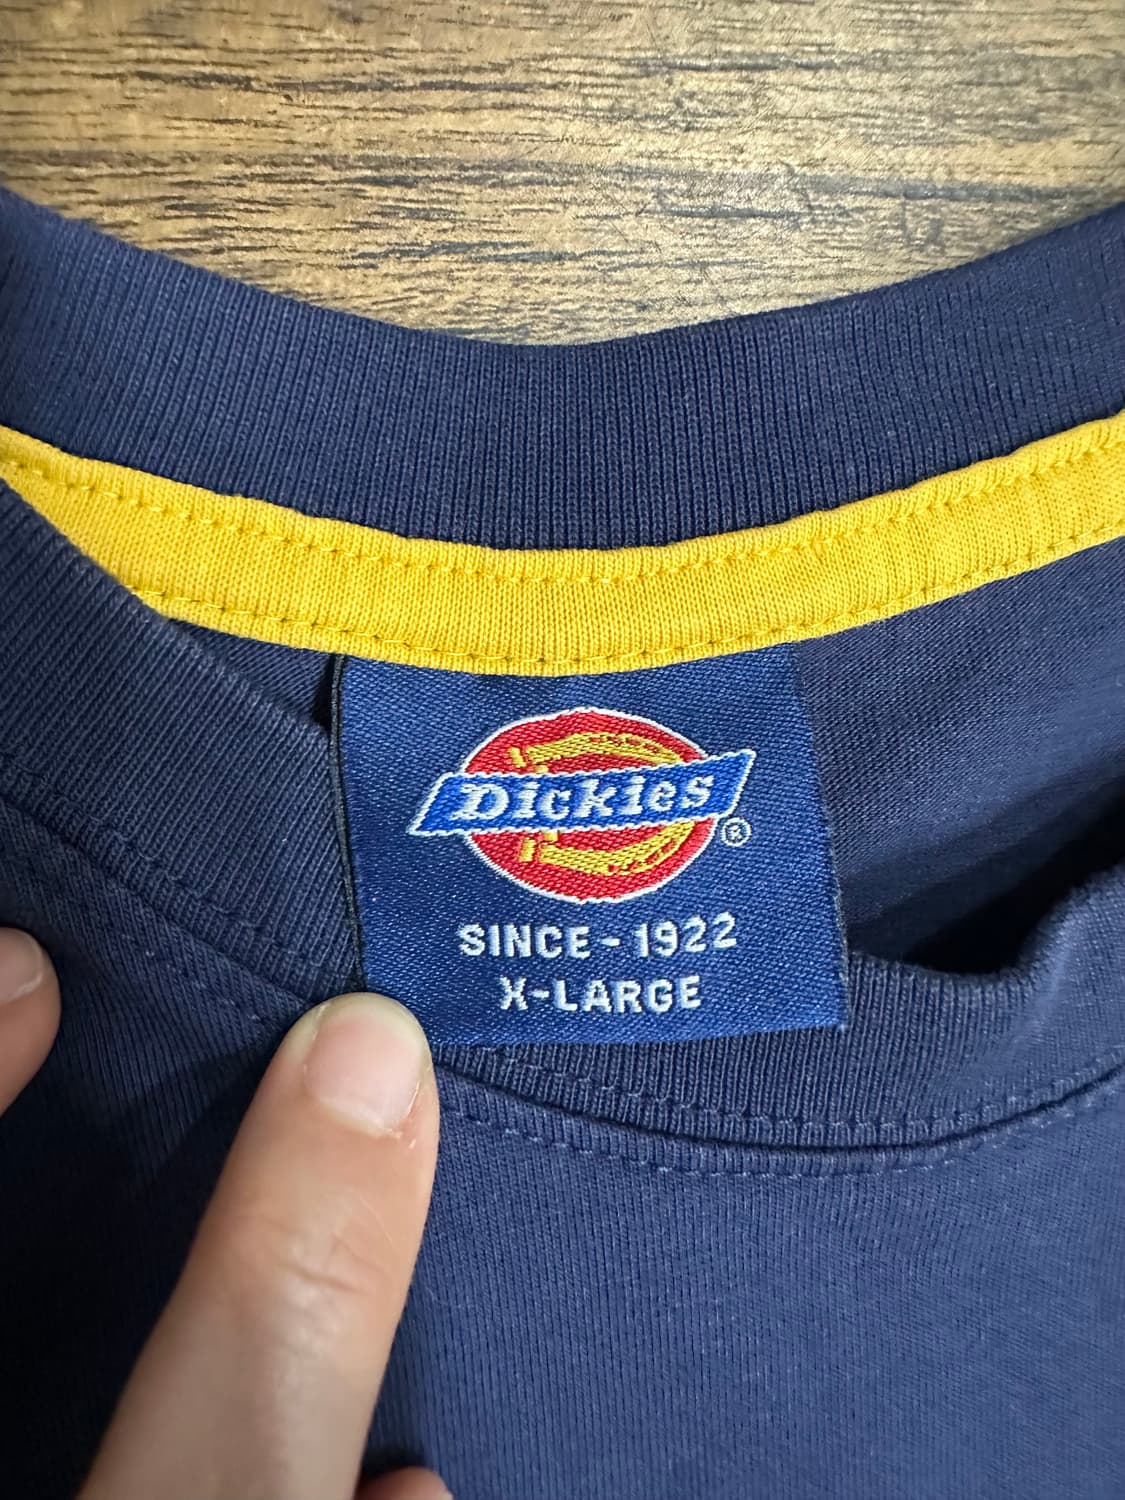 Dickies ®
SINCE - 1922
X-LARGE